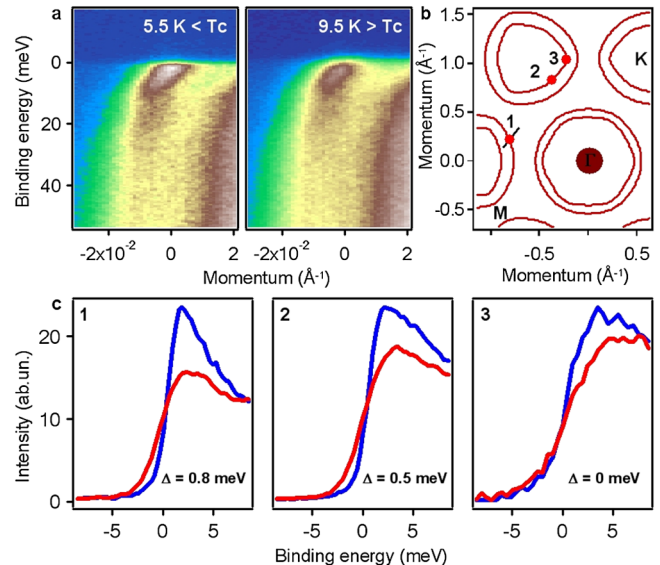 a
5.5 K < Tc
9.5 K > Tc
b
Binding energy (meV)
0
20
40
-2x10-2
0
2
-2x10-2
0
2
Momentum (Å-1)
Momentum (Å-1)
1.5
1.0
0.5
0.0
-0.5
3
2
K
1
Γ
M
-0.5
0.5
Momentum (Å-1)
c
Intensity (ab.un.)
20
10
0
1
Δ = 0.8 meV
2
Δ = 0.5 meV
3
Δ = 0 meV
-5
0
5
-5
0
5
-5
0
5
Binding energy (meV)